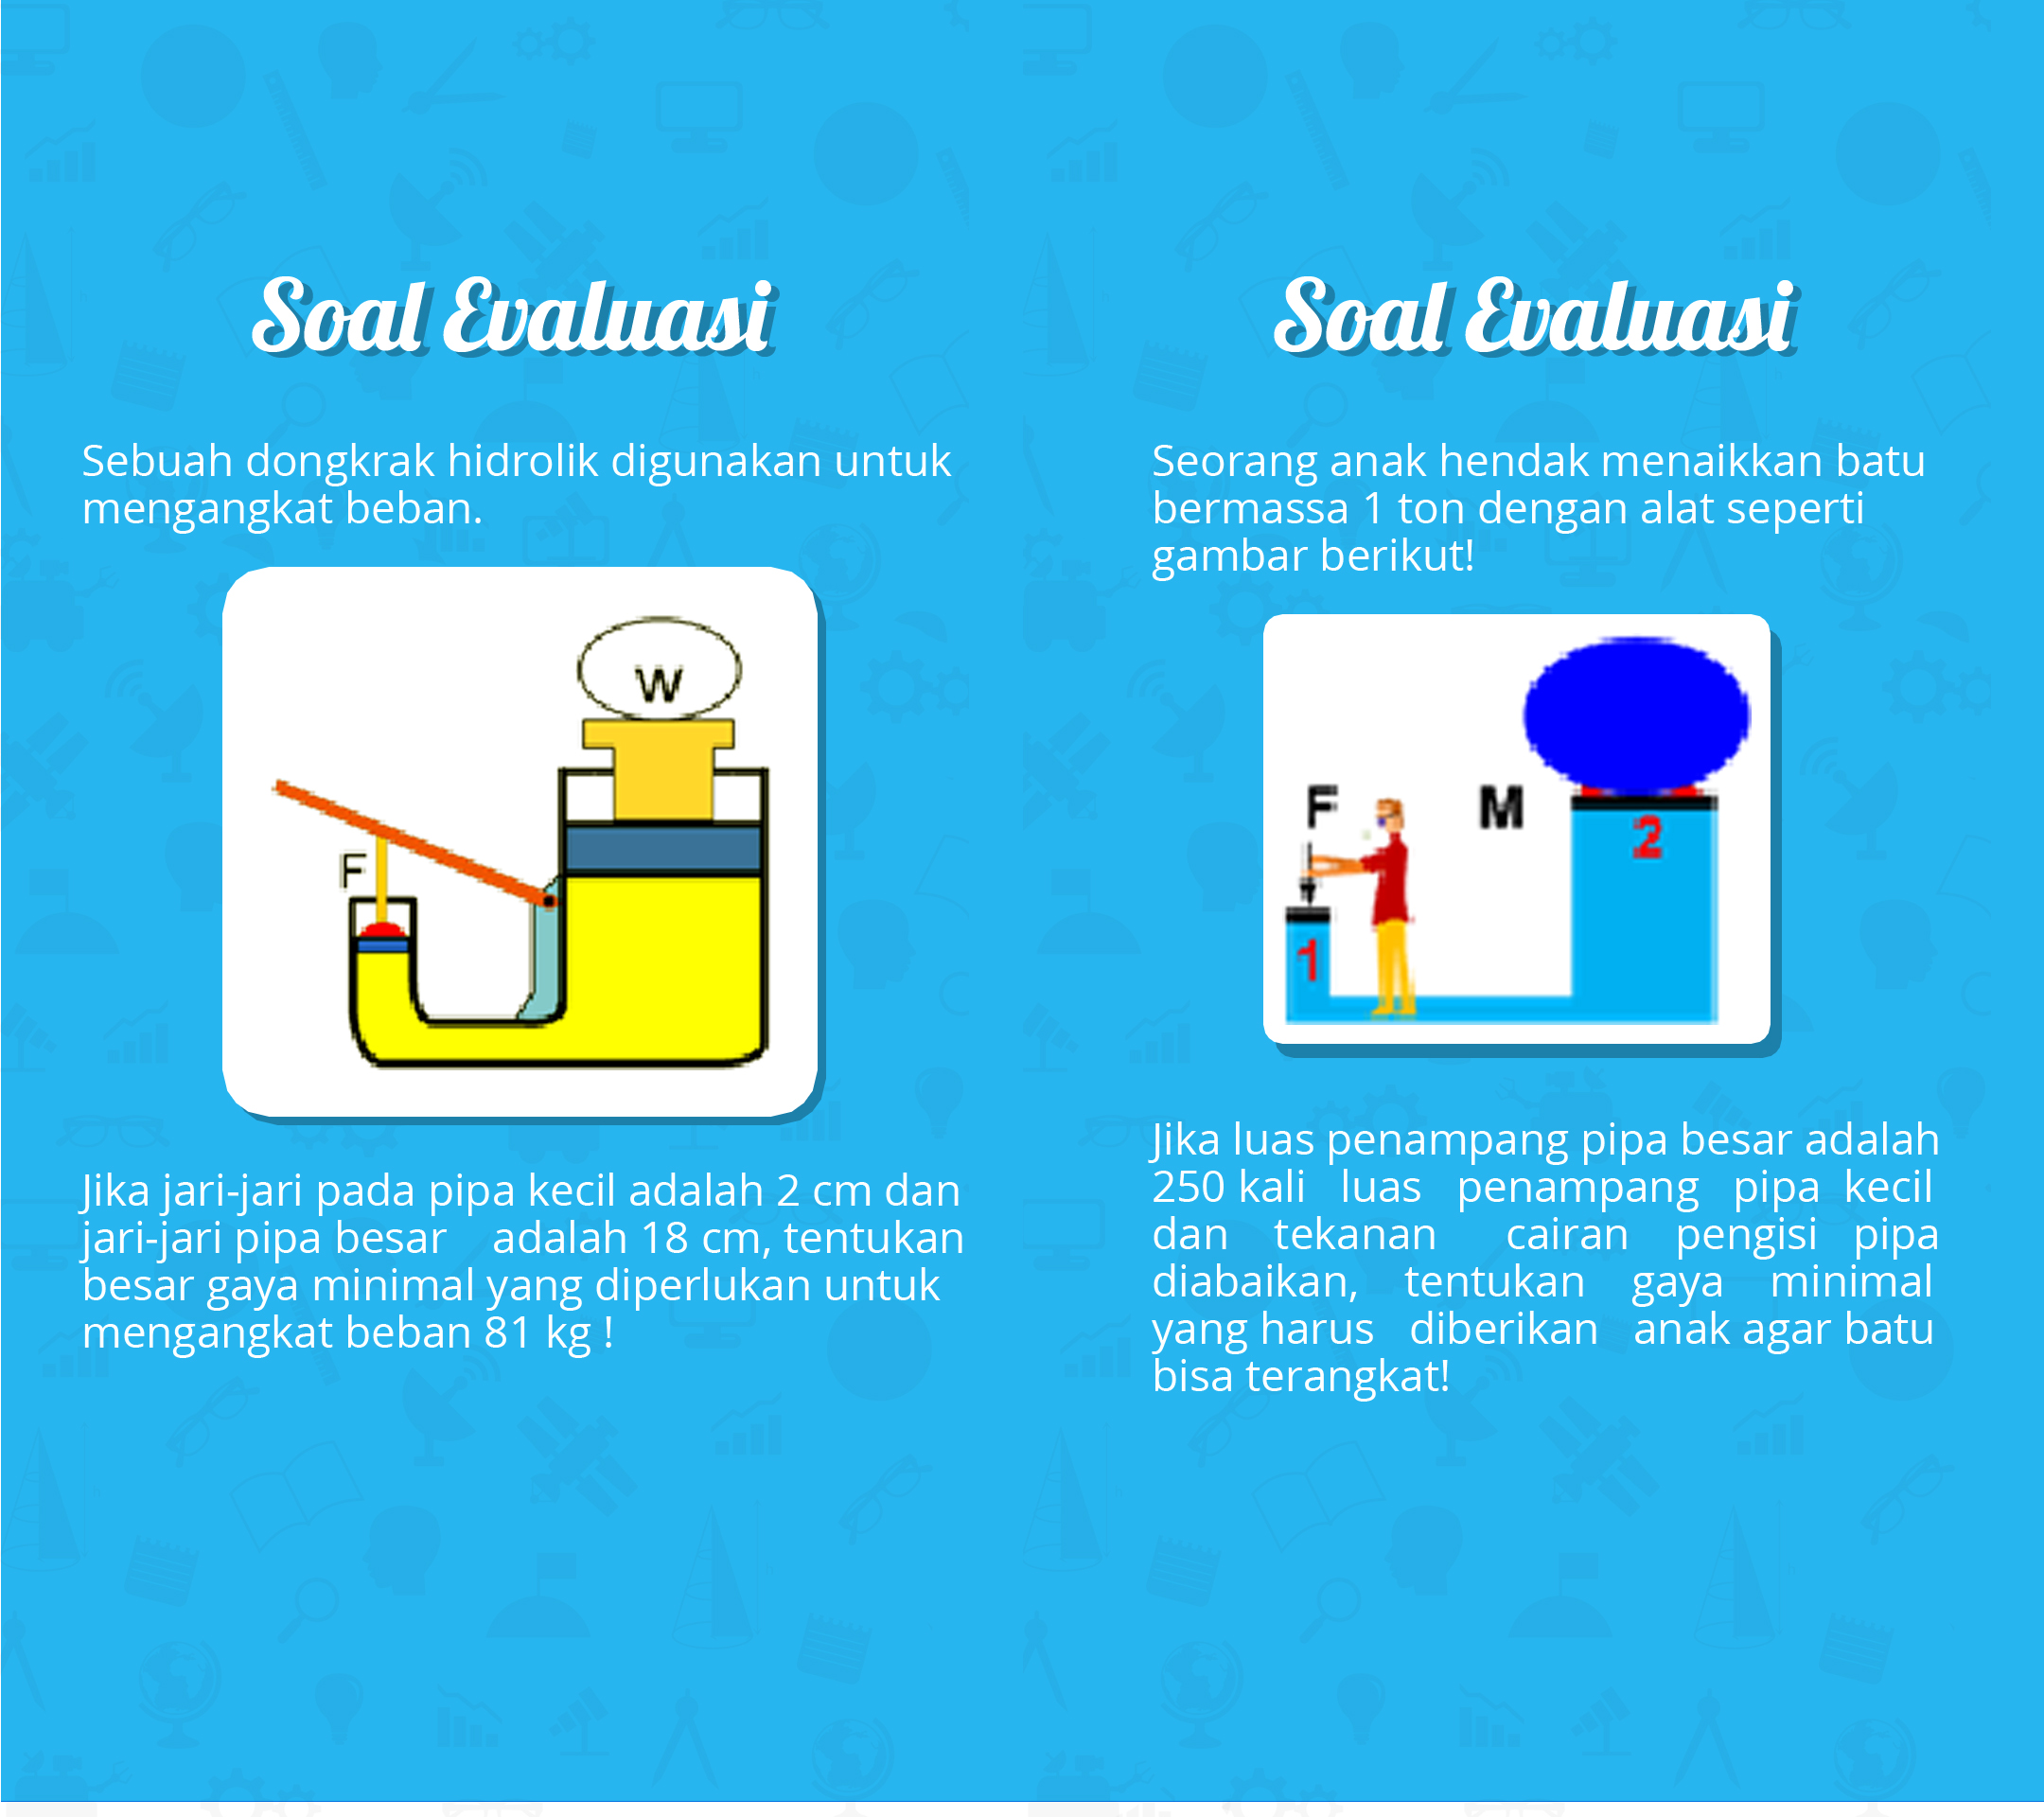 Soal Evaluasi
Sebuah dongkrak hidrolik digunakan untuk
mengangkat beban.
W
F
Jika jari-jari pada pipa kecil adalah 2 cm dan
jari-jari pipa besar adalah 18 cm, tentukan
besar gaya minimal yang diperlukan untuk
mengangkat beban 81 kg !
Soal Evaluasi
Seorang anak hendak menaikkan batu
bermassa 1 ton dengan alat seperti
gambar berikut!
F
M
2
1
Jika luas penampang pipa besar adalah
250 kali luas penampang pipa kecil
dan tekanan cairan pengisi pipa
diabaikan, tentukan gaya minimal
yang harus diberikan anak agar batu
bisa terangkat!